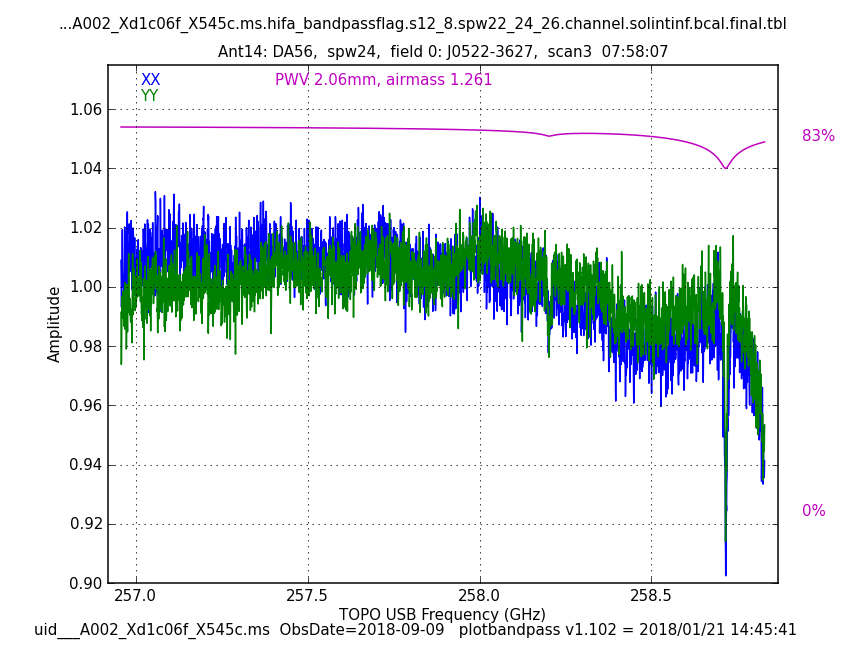 ...A002_Xd1c06f_X545c.ms.hifa_bandpassflag.s12_8.spw22_24_26.channel.solintinf.bcal.final.tbl
Ant14: DA56,  spw24,  field 0: J0522-3627,  scan3  07:58:07
XX
PWV 2.06mm, airmass 1.261
YY
1.06
83%
1.04
1.02
1.00
Amplitude
0.98
0.96
0.94
0.92
0%
0.90
257.0
257.5
258.0
258.5
TOPO USB Frequency (GHz)
uid___A002_Xd1c06f_X545c.ms  ObsDate=2018-09-09   plotbandpass v1.102 = 2018/01/21 14:45:41